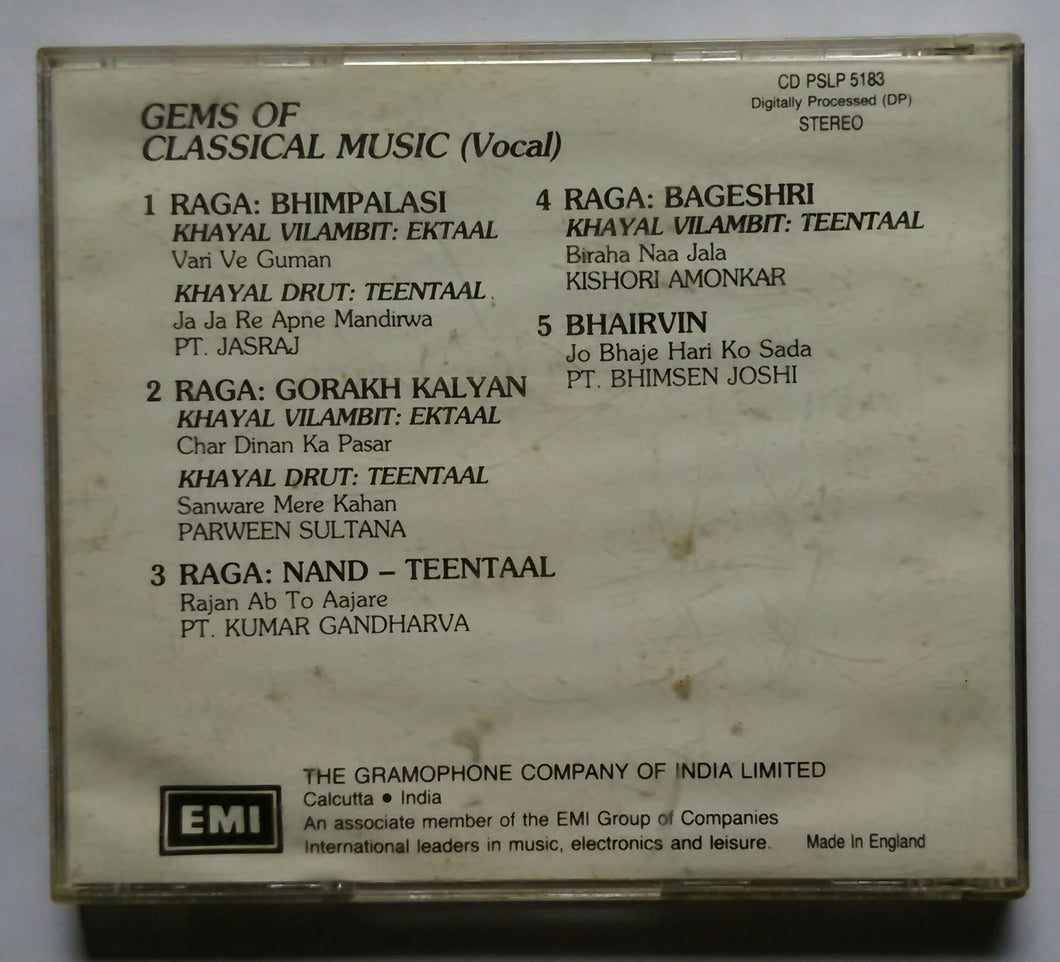 CD PSLP 5183
Digitally Processed (DP)
STEREO
GEMS OF
CLASSICAL MUSIC (Vocal)
1 RAGA: BHIMPALASI
KHAYAL VILAMBIT: EKTAAL
Vari Ve Guman
KHAYAL DRUT: TEENTAAL
Ja Ja Re Apne Mandirwa
PT. JASRAJ
2 RAGA: GORAKH KALYAN
KHAYAL VILAMBIT: EKTAAL
Char Dinan Ka Pasar
KHAYAL DRUT: TEENTAAL
Sanware Mere Kahan
PARWEEN SULTANA
3 RAGA: NAND – TEENTAAL
Rajan Ab To Aajare
PT. KUMAR GANDHARVA
4 RAGA: BAGESHRI
KHAYAL VILAMBIT: TEENTAAL
Biraha Naa Jala
KISHORI AMONKAR
5 BHAIRVIN
Jo Bhaje Hari Ko Sada
PT. BHIMSEN JOSHI
EMI
THE GRAMOPHONE COMPANY OF INDIA LIMITED
Calcutta • India
An associate member of the EMI Group of Companies
International leaders in music, electronics and leisure.
Made In England